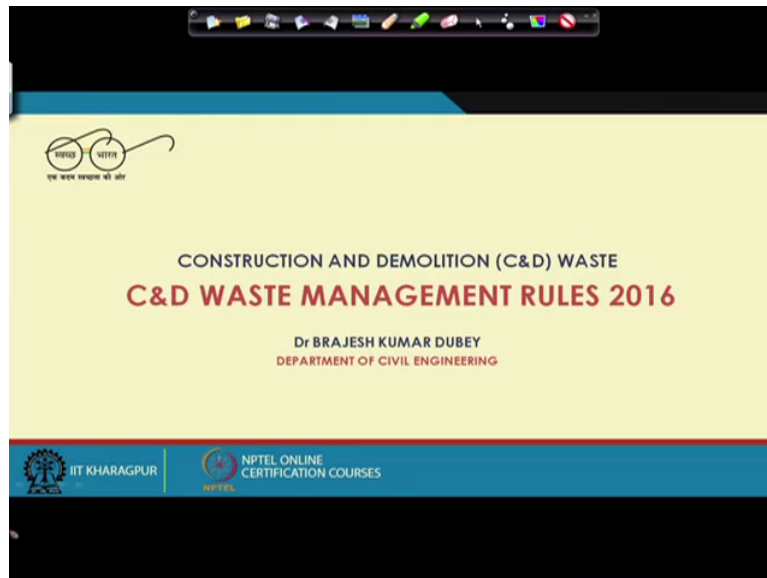 स्वच्छ भारत
एक कदम स्वच्छता की ओर
CONSTRUCTION AND DEMOLITION (C&D) WASTE
C&D WASTE MANAGEMENT RULES 2016
Dr BRAJESH KUMAR DUBEY
DEPARTMENT OF CIVIL ENGINEERING
IIT KHARAGPUR
NPTEL
NPTEL ONLINE
CERTIFICATION COURSES